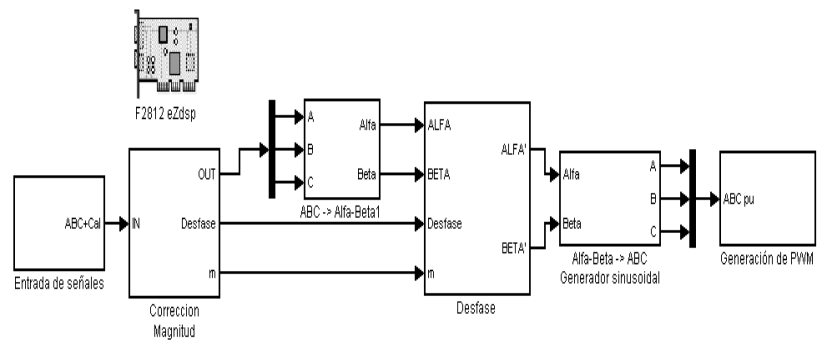 F2812 eZdsp
ABC+Cal
Entrada de señales
IN
OUT
Desfase
m
Correccion
Magnitud
A
B
C
Alfa
Beta
ABC -> Alfa-Beta1
ALFA
BETA
Desfase
m
ALFA'
BETA'
Desfase
Alfa
Beta
A
B
C
Alfa-Beta -> ABC
Generador sinusoidal
ABC pu
Generación de PWM